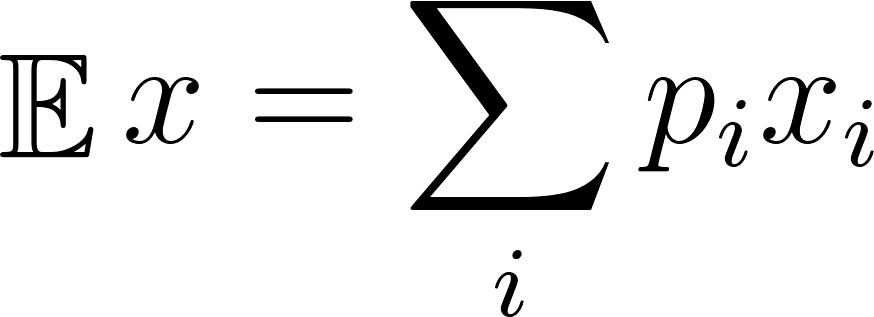 𝔼 x = ∑_i p_i x_i